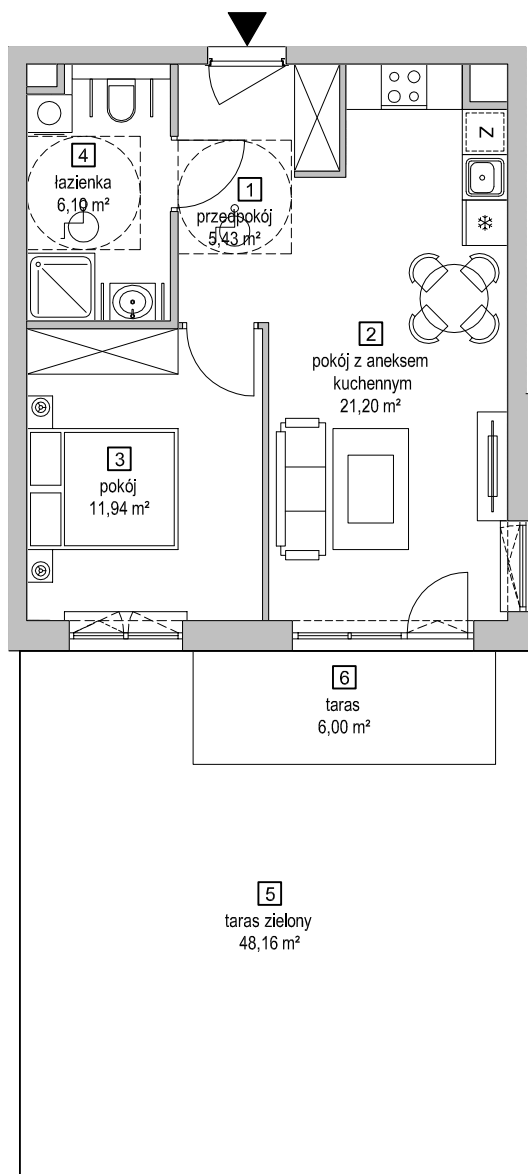 4
łazienka
6,10 m²
1
przedpokój
5,43 m²
Z
2
pokój z aneksem
kuchennym
21,20 m²
3
pokój
11,94 m²
6
taras
6,00 m²
5
taras zielony
48,16 m²